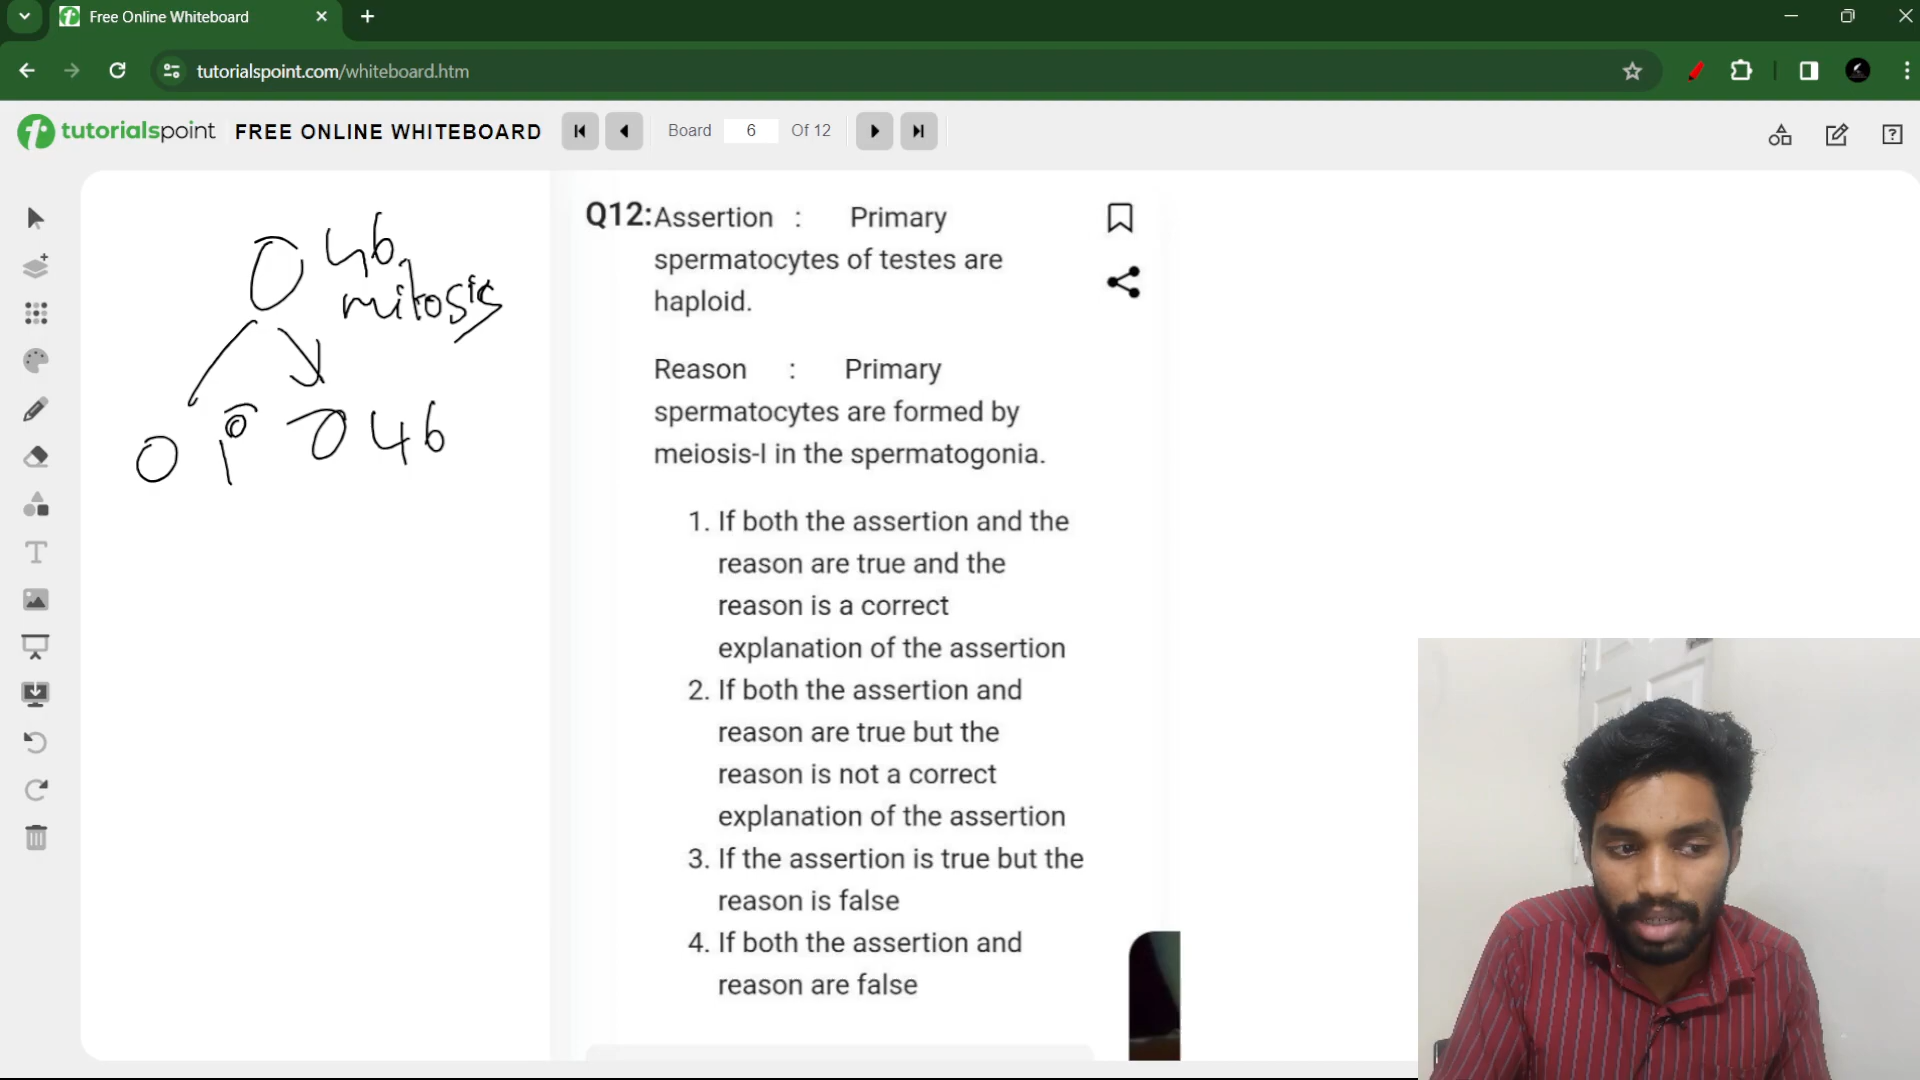 Free Online Whiteboard
tutorialspoint.com/whiteboard.htm
tutorialspoint FREE ONLINE WHITEBOARD Board 6 Of 12
46
mitosis
1° 46
Q12: Assertion : Primary
spermatocytes of testes are
haploid.
Reason : Primary
spermatocytes are formed by
meiosis-I in the spermatogonia.
1. If both the assertion and the
reason are true and the
reason is a correct
explanation of the assertion
2. If both the assertion and
reason are true but the
reason is not a correct
explanation of the assertion
3. If the assertion is true but the
reason is false
4. If both the assertion and
reason are false